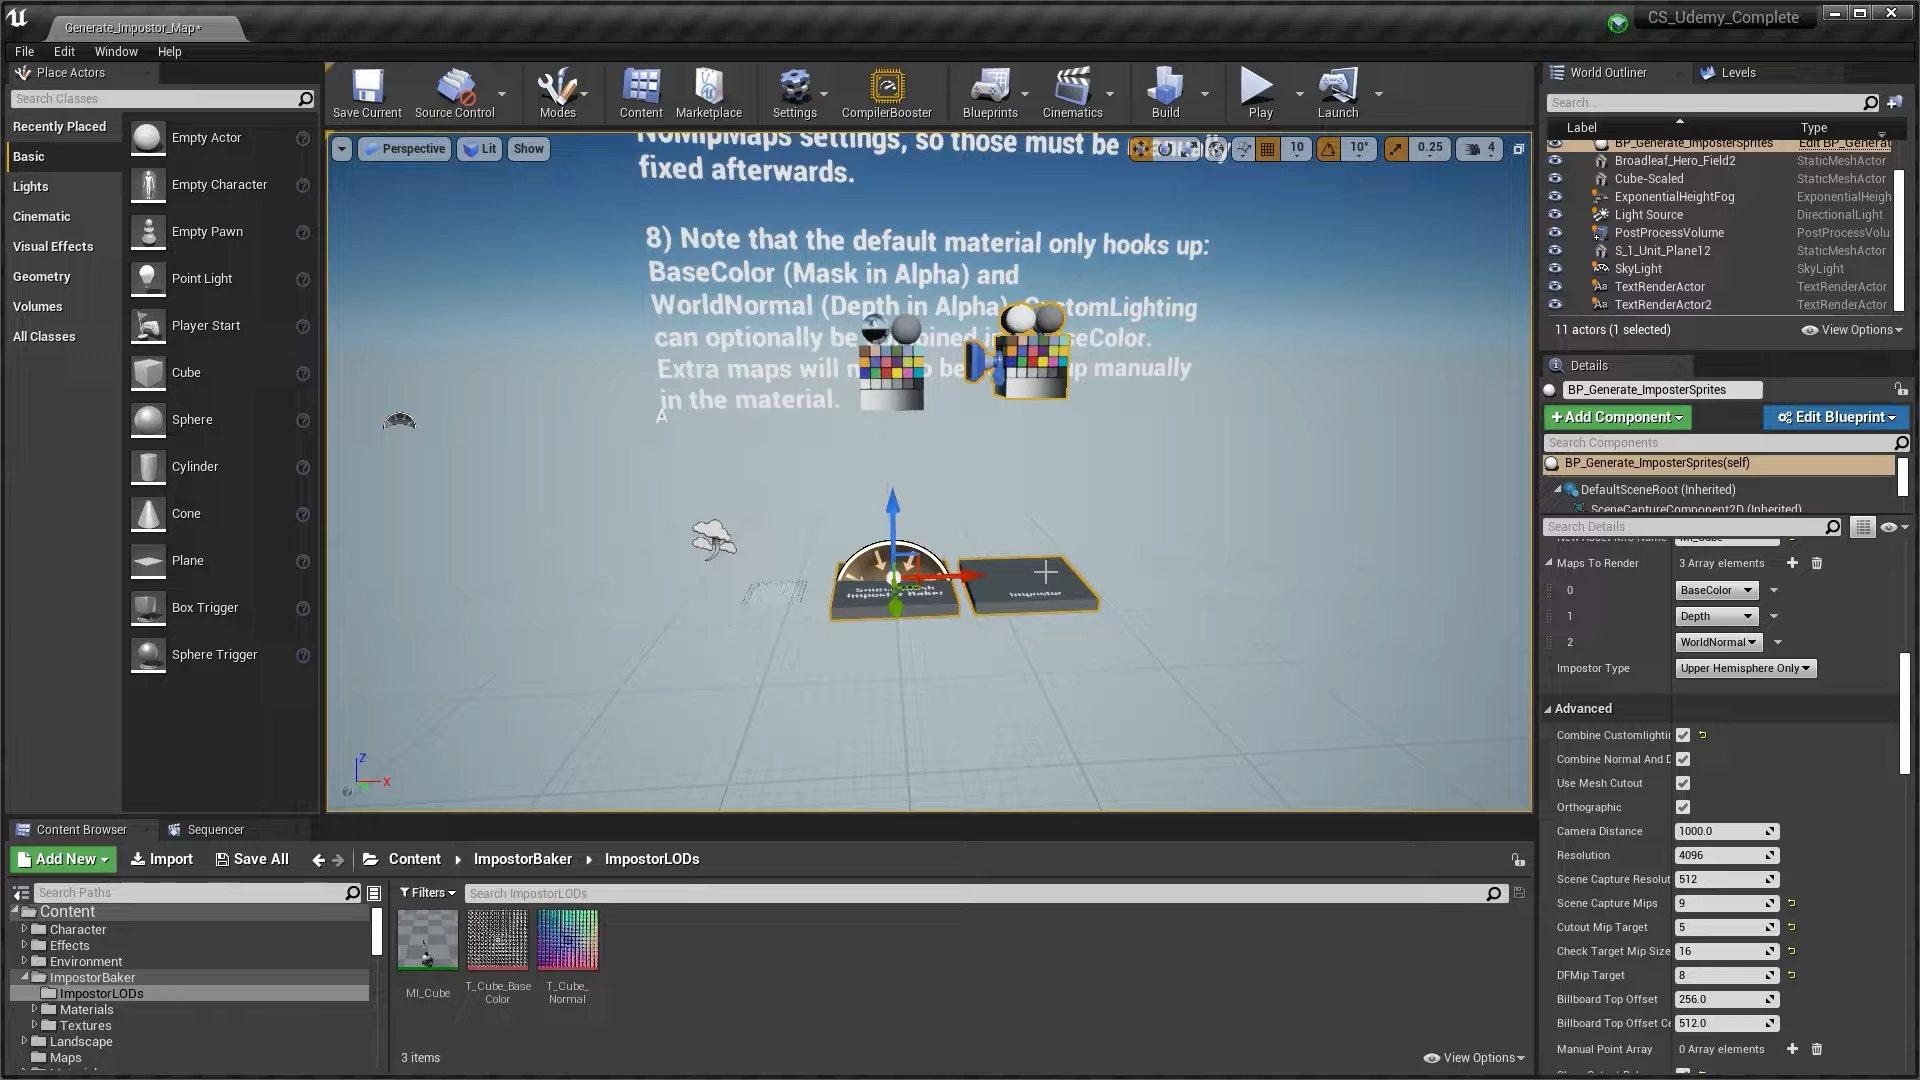 Generate_Impostor_Map*
CS_Udemy_Complete
File Edit Window Help
Place Actors
Search Classes
Recently Placed
Basic
Lights
Cinematic
Visual Effects
Geometry
Volumes
All Classes
Empty Actor
Empty Character
Empty Pawn
Point Light
Player Start
Cube
Sphere
Cylinder
Cone
Plane
Box Trigger
Sphere Trigger
Save Current
Source Control
Modes
Content
Marketplace
Settings
CompilerBooster
Blueprints
Cinematics
Build
Play
Launch
Perspective
Lit
Show
10
10°
0.25
4
NoMipMaps settings, so those must be
fixed afterwards.
8) Note that the default material only hooks up:
BaseColor (Mask in Alpha) and
WorldNormal (Depth in Alpha)
can optionally be
Extra maps will
manually
in the material.
Impostor Baker
Impostor
Z
X
World Outliner
Levels
Search...
Label
Type
BP_Generate_ImposterSprites Edit BP_Generat
Broadleaf_Hero_Field2 StaticMeshActor
Cube-Scaled StaticMeshActor
ExponentialHeightFog ExponentialHeigh
Light Source DirectionalLight
PostProcessVolume PostProcessVolu
S_1_Unit_Plane12 StaticMeshActor
SkyLight SkyLight
TextRenderActor TextRenderActor
TextRenderActor2 TextRenderActor
11 actors (1 selected)
View Options
Details
BP_Generate_ImposterSprites
+Add Component
Edit Blueprint
Search Components
BP_Generate_ImposterSprites(self)
DefaultSceneRoot (Inherited)
SceneCaptureComponent2D (Inherited)
Search Details
Maps To Render 3 Array elements
0 BaseColor
1 Depth
2 WorldNormal
Impostor Type Upper Hemisphere Only
Advanced
Combine Customlightin
Combine Normal And D
Use Mesh Cutout
Orthographic
Camera Distance 1000.0
Resolution 4096
Scene Capture Resolut 512
Scene Capture Mips 9
Cutout Mip Target 5
Check Target Mip Size 16
DFMip Target 8
Billboard Top Offset 256.0
Billboard Top Offset Ce 512.0
Manual Point Array 0 Array elements
Content Browser
Sequencer
Add New
Import
Save All
Content
ImpostorBaker
ImpostorLODs
Search Paths
Filters
Search ImpostorLODs
Content
Character
Effects
Environment
ImpostorBaker
ImpostorLODs
Materials
Textures
Landscape
Maps
MI_Cube
T_Cube_Base
Color
T_Cube_
Normal
3 items
View Options